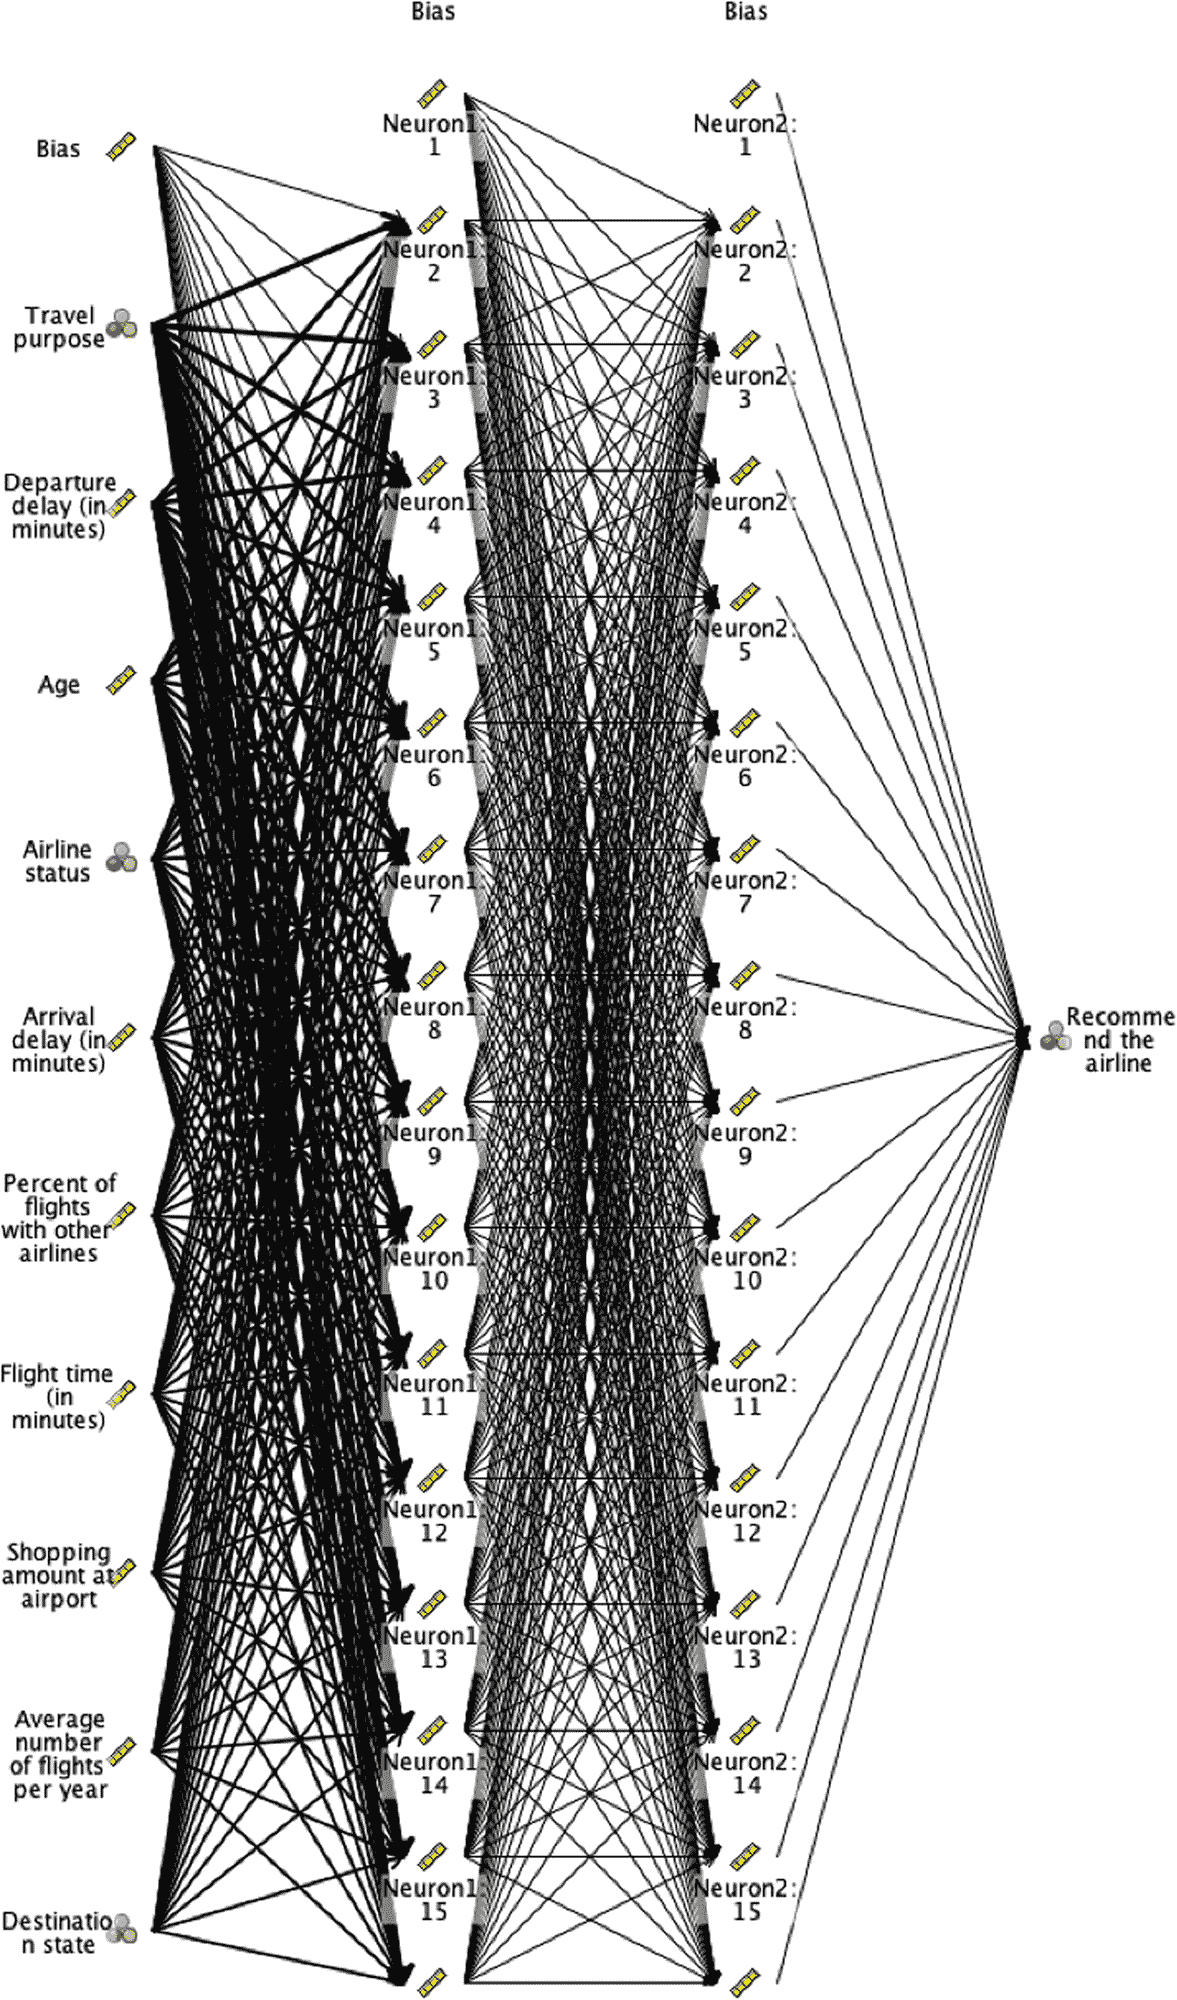 Bias
Bias
Bias
Travel
purpose
Departure
delay (in
minutes)
Age
Airline
status
Arrival
delay (in
minutes)
Percent of
flights
with other
airlines
Flight time
(in
minutes)
Shopping
amount at
airport
Average
number
of flights
per year
Destinatio
n state
Neuron1:
1
Neuron1:
2
Neuron1:
3
Neuron1:
4
Neuron1:
5
Neuron1:
6
Neuron1:
7
Neuron1:
8
Neuron1:
9
Neuron1:
10
Neuron1:
11
Neuron1:
12
Neuron1:
13
Neuron1:
14
Neuron1:
15
Neuron2:
1
Neuron2:
2
Neuron2:
3
Neuron2:
4
Neuron2:
5
Neuron2:
6
Neuron2:
7
Neuron2:
8
Neuron2:
9
Neuron2:
10
Neuron2:
11
Neuron2:
12
Neuron2:
13
Neuron2:
14
Neuron2:
15
Recomme
nd the
airline